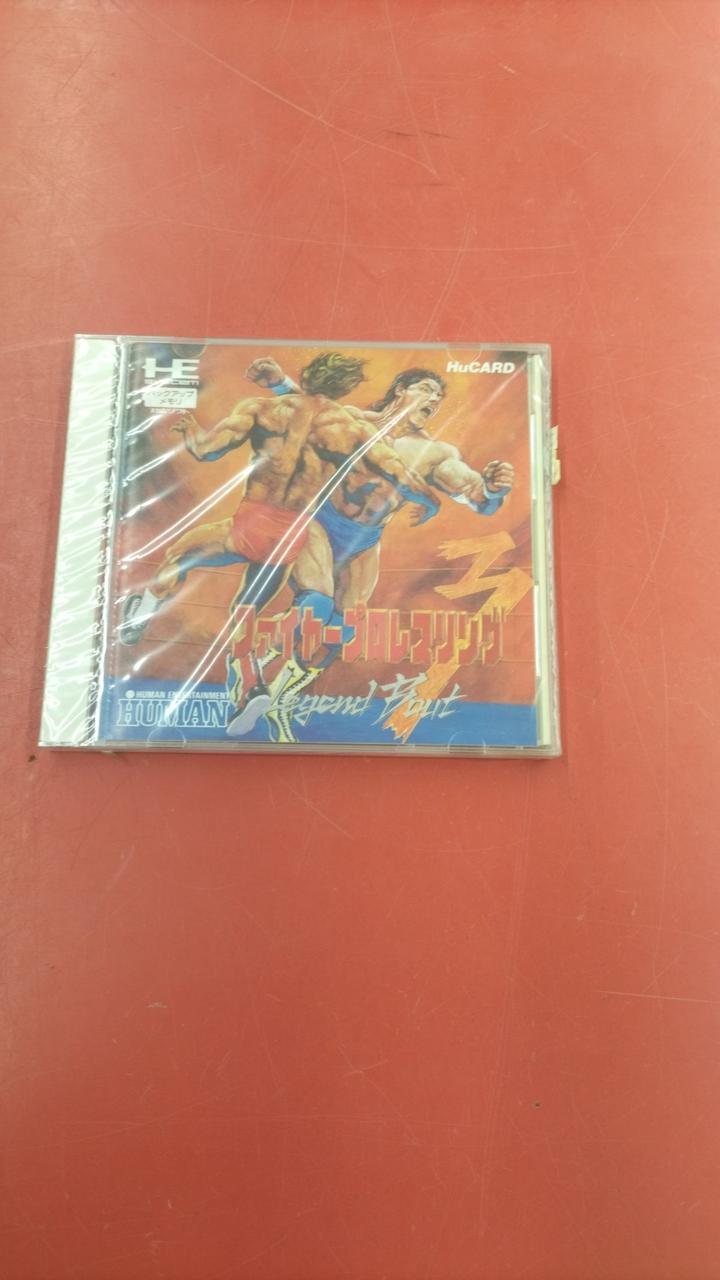 HE
SYSTEM
HuCARD
バックアップ
メモリ
3
ファイヤープロレスリング
Legend Bout
HUMAN ENTERTAINMENT
HUMAN